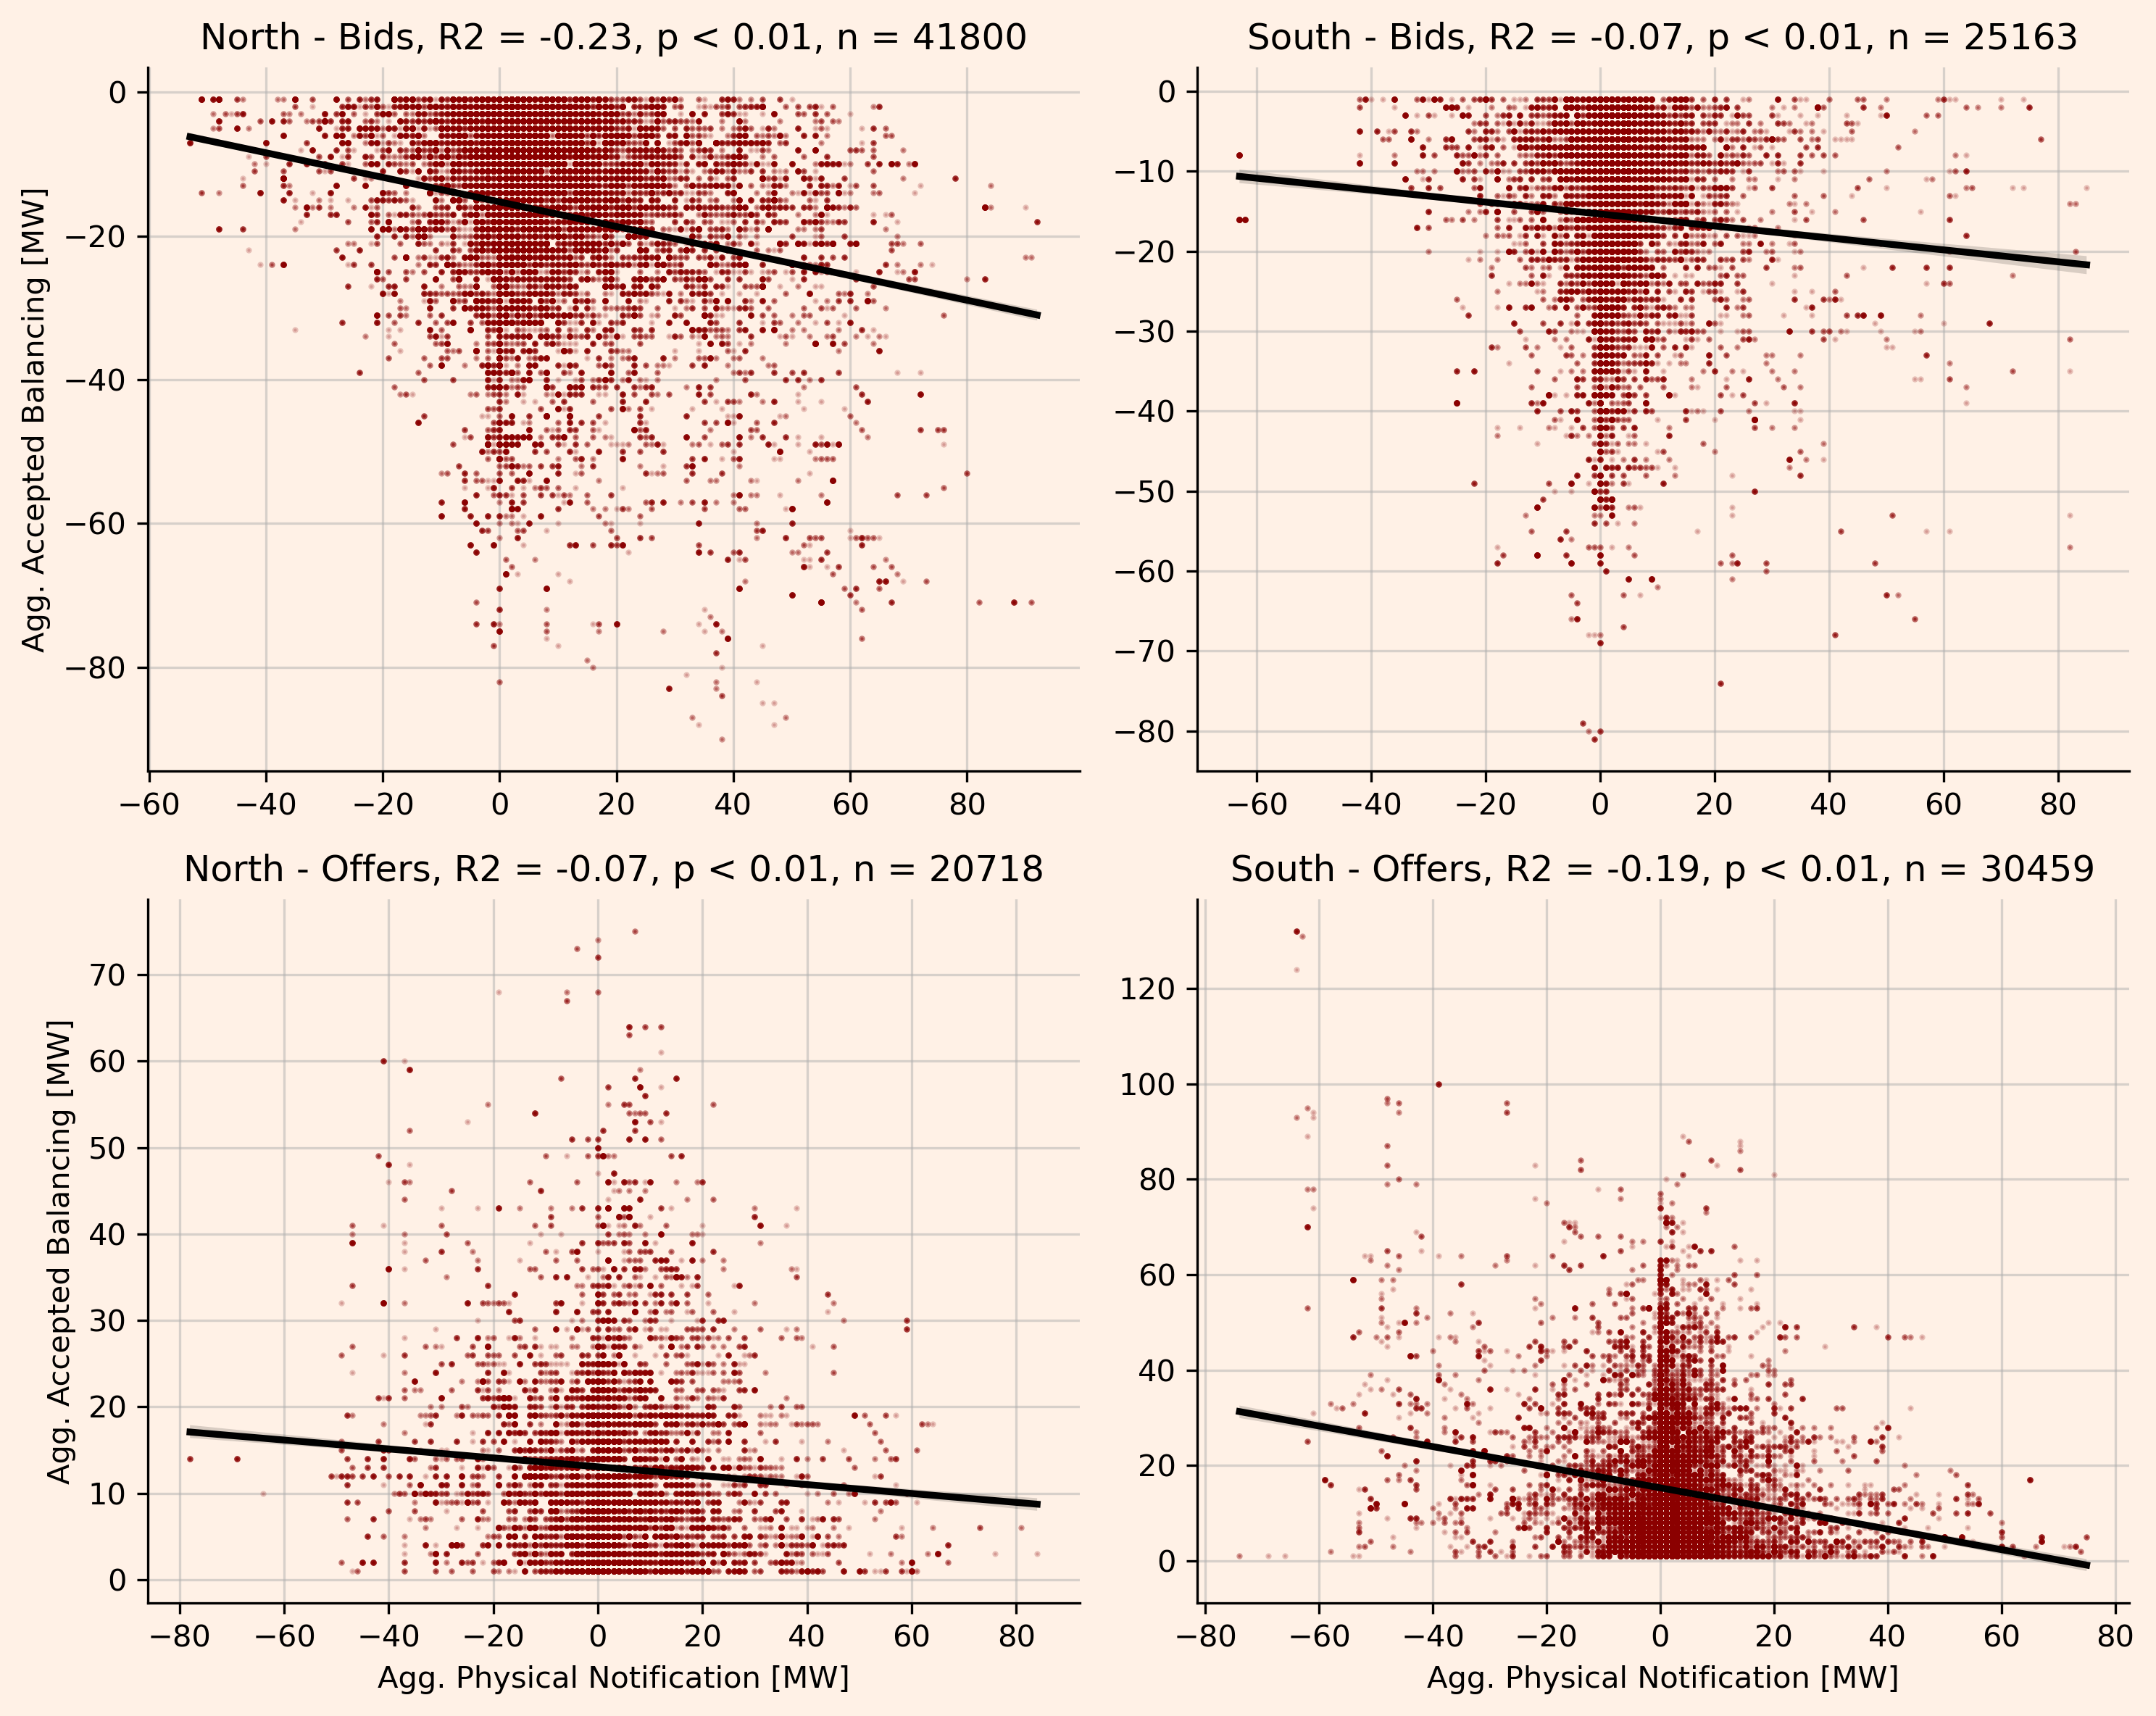 North - Bids, R2 = -0.23, p < 0.01, n = 41800
Agg. Accepted Balancing [MW]
0
−20
−40
−60
−80
−60 −40 −20 0 20 40 60 80
South - Bids, R2 = -0.07, p < 0.01, n = 25163
0
−10
−20
−30
−40
−50
−60
−70
−80
−60 −40 −20 0 20 40 60 80
North - Offers, R2 = -0.07, p < 0.01, n = 20718
Agg. Accepted Balancing [MW]
70
60
50
40
30
20
10
0
−80 −60 −40 −20 0 20 40 60 80
Agg. Physical Notification [MW]
South - Offers, R2 = -0.19, p < 0.01, n = 30459
120
100
80
60
40
20
0
−80 −60 −40 −20 0 20 40 60 80
Agg. Physical Notification [MW]